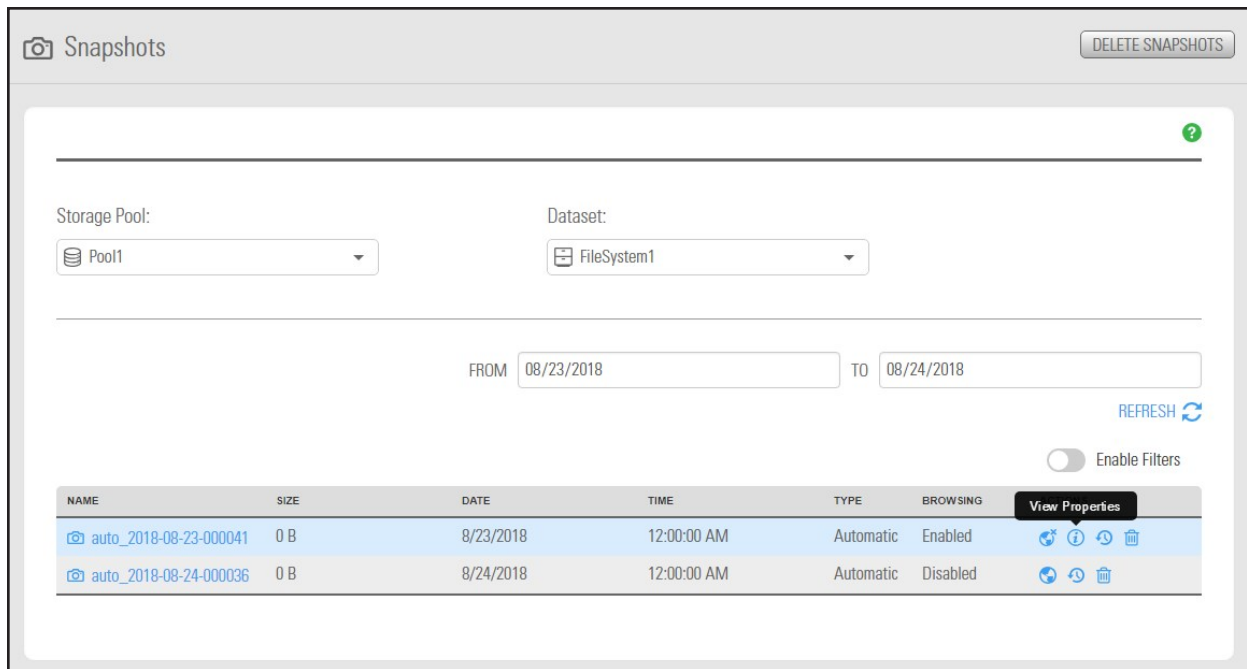 Snapshots
DELETE SNAPSHOTS
?
Storage Pool:
Dataset:
Pool1
FileSystem1
FROM 08/23/2018 TO 08/24/2018
REFRESH
Enable Filters
NAME SIZE DATE TIME TYPE BROWSING
View Properties
auto_2018-08-23-000041 0 B 8/23/2018 12:00:00 AM Automatic Enabled
auto_2018-08-24-000036 0 B 8/24/2018 12:00:00 AM Automatic Disabled